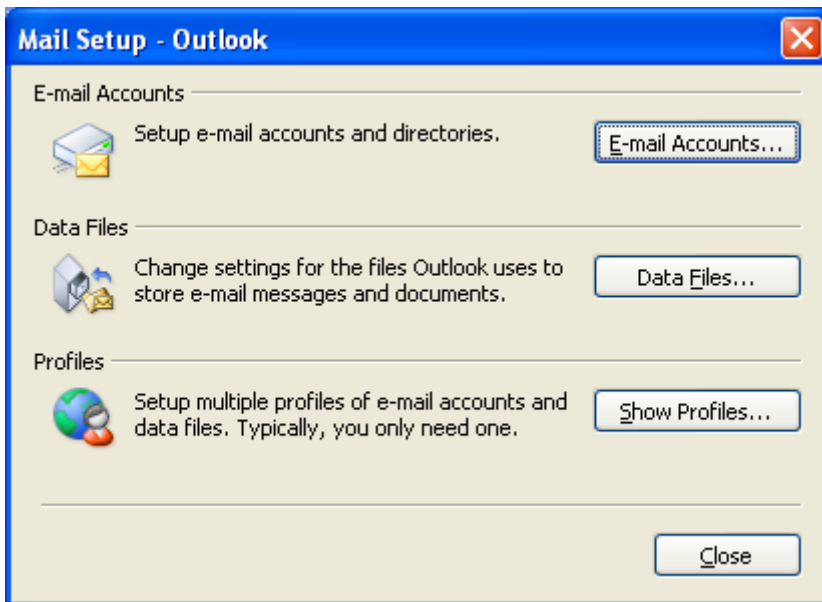 Mail Setup - Outlook
E-mail Accounts
Setup e-mail accounts and directories.
E-mail Accounts...
Data Files
Change settings for the files Outlook uses to
store e-mail messages and documents.
Data Files...
Profiles
Setup multiple profiles of e-mail accounts and
data files. Typically, you only need one.
Show Profiles...
Close